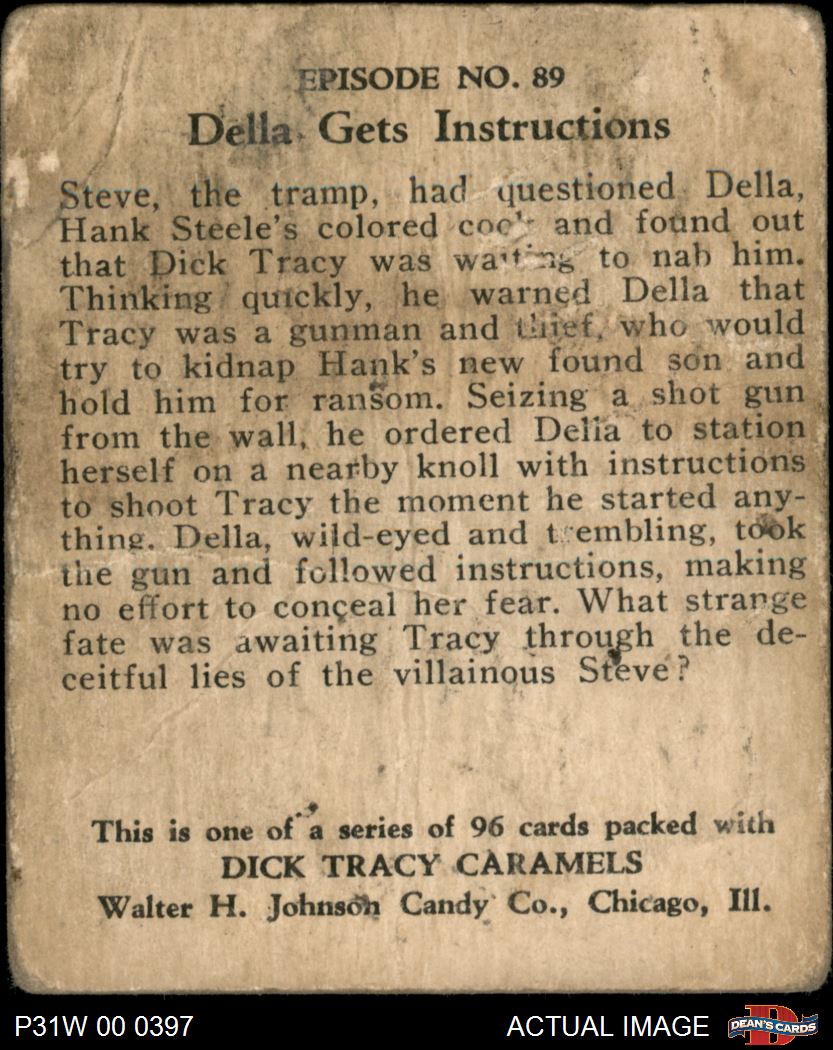 EPISODE NO. 89
Della Gets Instructions
Steve, the tramp, had questioned Della,
Hank Steele's colored cook and found out
that Dick Tracy was waiting to nab him.
Thinking quickly, he warned Della that
Tracy was a gunman and thief, who would
try to kidnap Hank's new found son and
hold him for ransom. Seizing a shot gun
from the wall, he ordered Della to station
herself on a nearby knoll with instructions
to shoot Tracy the moment he started any-
thing. Della, wild-eyed and trembling, took
the gun and followed instructions, making
no effort to conceal her fear. What strange
fate was awaiting Tracy through the de-
ceitful lies of the villainous Steve?
This is one of a series of 96 cards packed with
DICK TRACY CARAMELS
Walter H. Johnson Candy Co., Chicago, Ill.
P31W 00 0397
ACTUAL IMAGE
D
DEAN'S CARDS